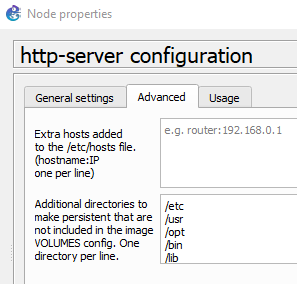 Node properties
http-server configuration
General settings
Advanced
Usage
Extra hosts added
to the /etc/hosts file.
(hostname:IP
one per line)
e.g. router:192.168.0.1
Additional directories to
make persistent that are
not included in the image
VOLUMES config. One
directory per line.
/etc
/usr
/opt
/bin
/lib